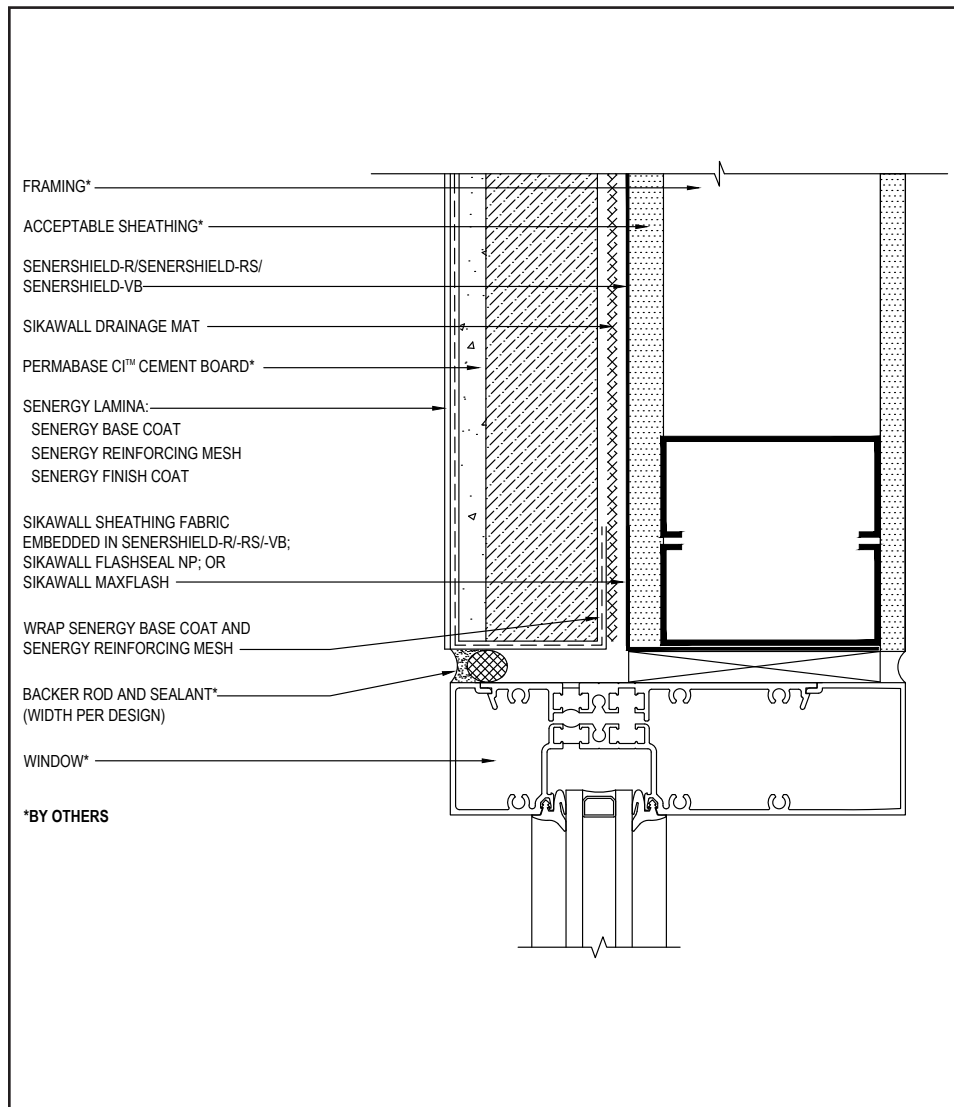 FRAMING*
ACCEPTABLE SHEATHING*
SENERSHIELD-R/SENERSHIELD-RS/
SENERSHIELD-VB
SIKAWALL DRAINAGE MAT
PERMABASE CI™ CEMENT BOARD*
SENERGY LAMINA:
SENERGY BASE COAT
SENERGY REINFORCING MESH
SENERGY FINISH COAT
SIKAWALL SHEATHING FABRIC
EMBEDDED IN SENERSHIELD-R/-RS/-VB;
SIKAWALL FLASHSEAL NP; OR
SIKAWALL MAXFLASH
WRAP SENERGY BASE COAT AND
SENERGY REINFORCING MESH
BACKER ROD AND SEALANT*
(WIDTH PER DESIGN)
WINDOW*
*BY OTHERS